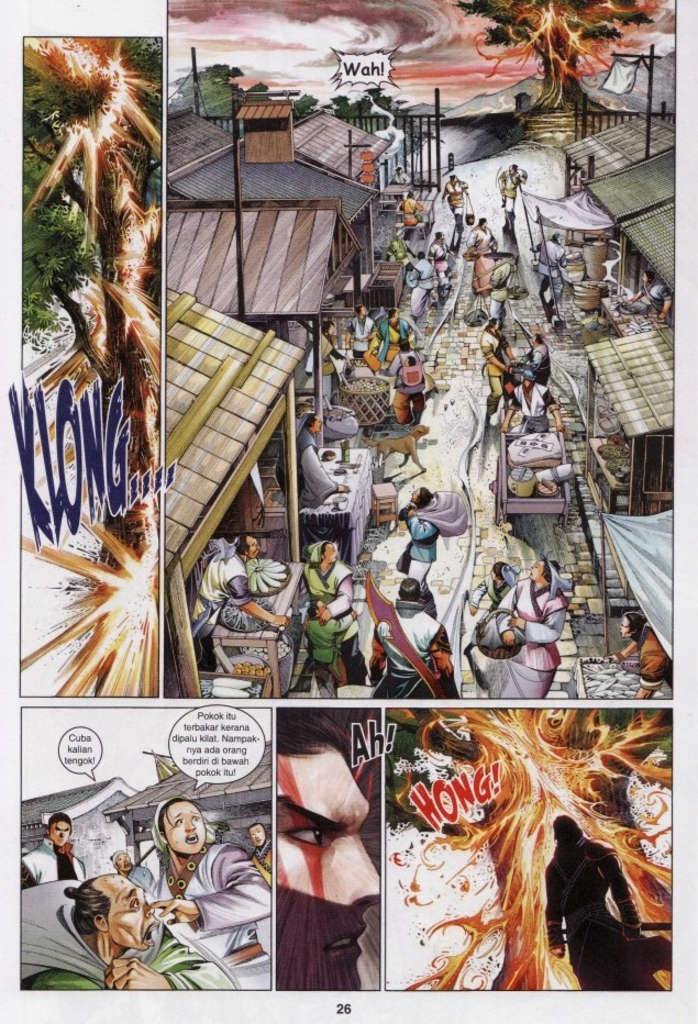 Wah!
KLONG....
Cuba
kalian
tengok!
Pokok itu
terbakar kerana
dipalu kilat. Nampak-
nya ada orang
berdiri di bawah
pokok itu!
Ah!
HONG!
26